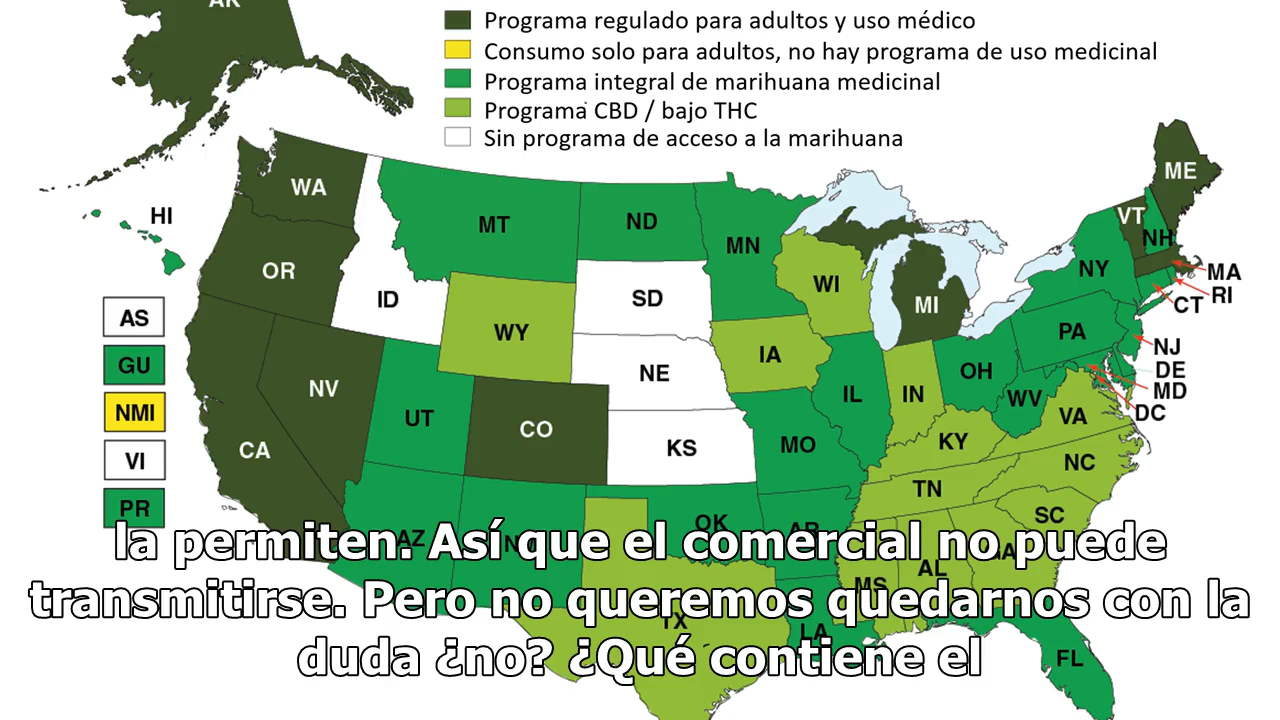 AK
Programa regulado para adultos y uso médico
Consumo solo para adultos, no hay programa de uso medicinal
Programa integral de marihuana medicinal
Programa CBD / bajo THC
Sin programa de acceso a la marihuana
WA
MT
ND
MN
ME
VT
NH
HI
OR
ID
SD
WI
NY
MA
RI
AS
WY
MI
CT
PA
GU
NV
NE
IA
OH
NJ
DE
MD
NMI
UT
CO
IL
IN
WV
VA
DC
VI
CA
KS
MO
KY
NC
PR
TN
SC
AZ
OK
AR
MS
AL
TX
LA
FL
la permiten. Así que el comercial no puede
transmitirse. Pero no queremos quedarnos con la
duda ¿no? ¿Qué contiene el